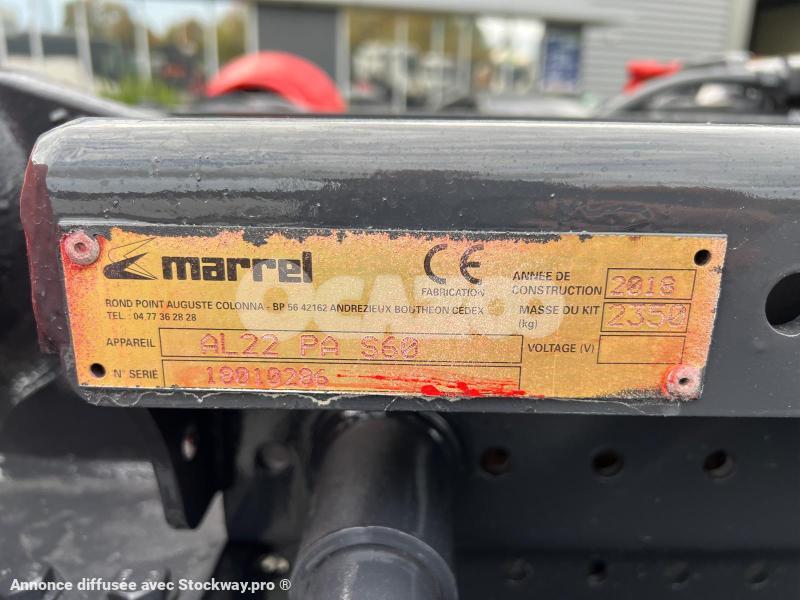 marrel
CE
FABRICATION
ROND POINT AUGUSTE COLONNA - BP 56 42162 ANDREZIEUX BOUTHEON CEDEX
TEL. 04 77 36 28 28
ANNEE DE
CONSTRUCTION 2018
MASSE DU KIT
(kg) 2350
APPAREIL AL22 PA S60
VOLTAGE (V)
N° SERIE 18010286
OCAZOO
Annonce diffusée avec Stockway.pro ®